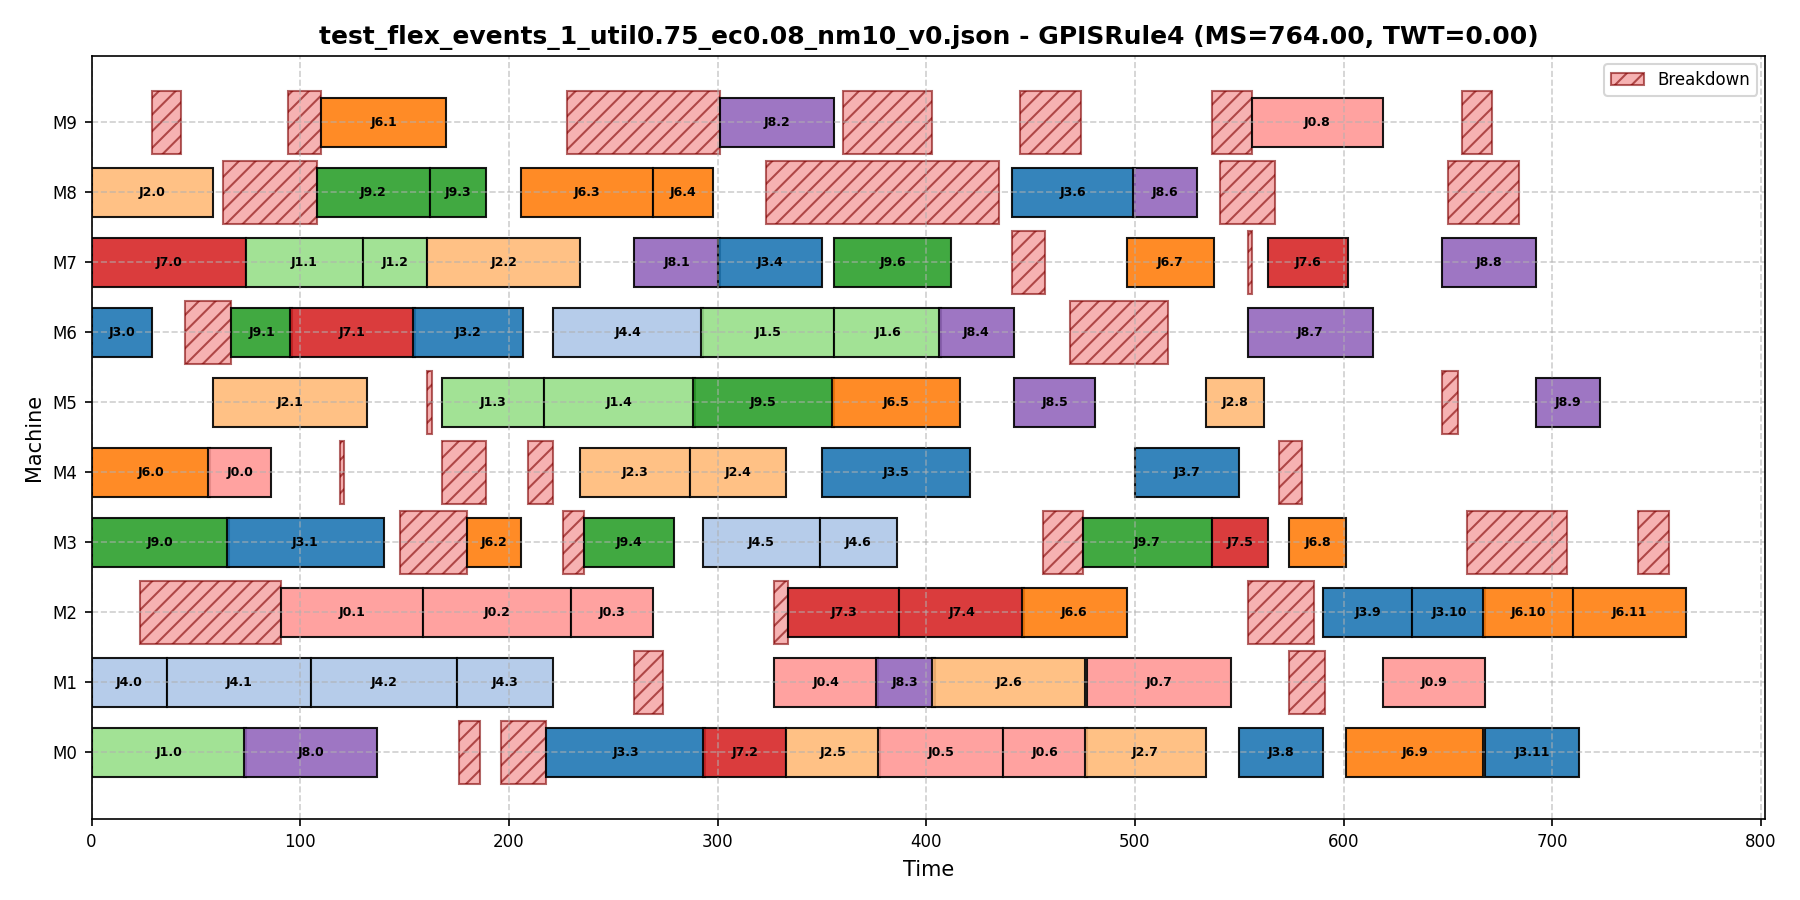 test_flex_events_1_util0.75_ec0.08_nm10_v0.json - GPISRule4 (MS=764.00, TWT=0.00)
Breakdown
M9 J6.1 J8.2 J0.8
M8 J2.0 J9.2 J9.3 J6.3 J6.4 J3.6 J8.6
M7 J7.0 J1.1 J1.2 J2.2 J8.1 J3.4 J9.6 J6.7 J7.6 J8.8
M6 J3.0 J9.1 J7.1 J3.2 J4.4 J1.5 J1.6 J8.4 J8.7
M5 J2.1 J1.3 J1.4 J9.5 J6.5 J8.5 J2.8 J8.9
M4 J6.0 J0.0 J2.3 J2.4 J3.5 J3.7
M3 J9.0 J3.1 J6.2 J9.4 J4.5 J4.6 J9.7 J7.5 J6.8
M2 J0.1 J0.2 J0.3 J7.3 J7.4 J6.6 J3.9 J3.10 J6.10 J6.11
M1 J4.0 J4.1 J4.2 J4.3 J0.4 J8.3 J2.6 J0.7 J0.9
M0 J1.0 J8.0 J3.3 J7.2 J2.5 J0.5 J0.6 J2.7 J3.8 J6.9 J3.11
0 100 200 300 400 500 600 700 800
Time
Machine